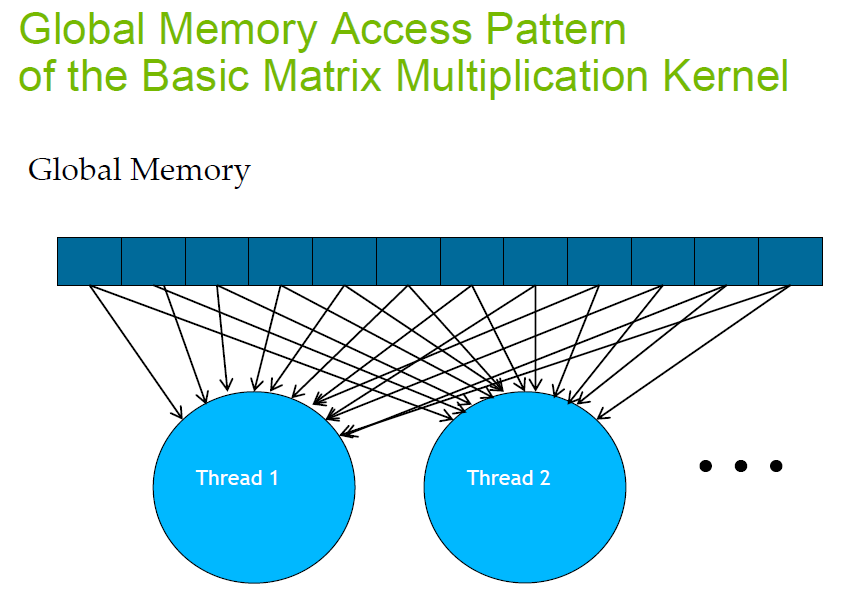 Global Memory Access Pattern
of the Basic Matrix Multiplication Kernel
Global Memory
Thread 1
Thread 2
• • •